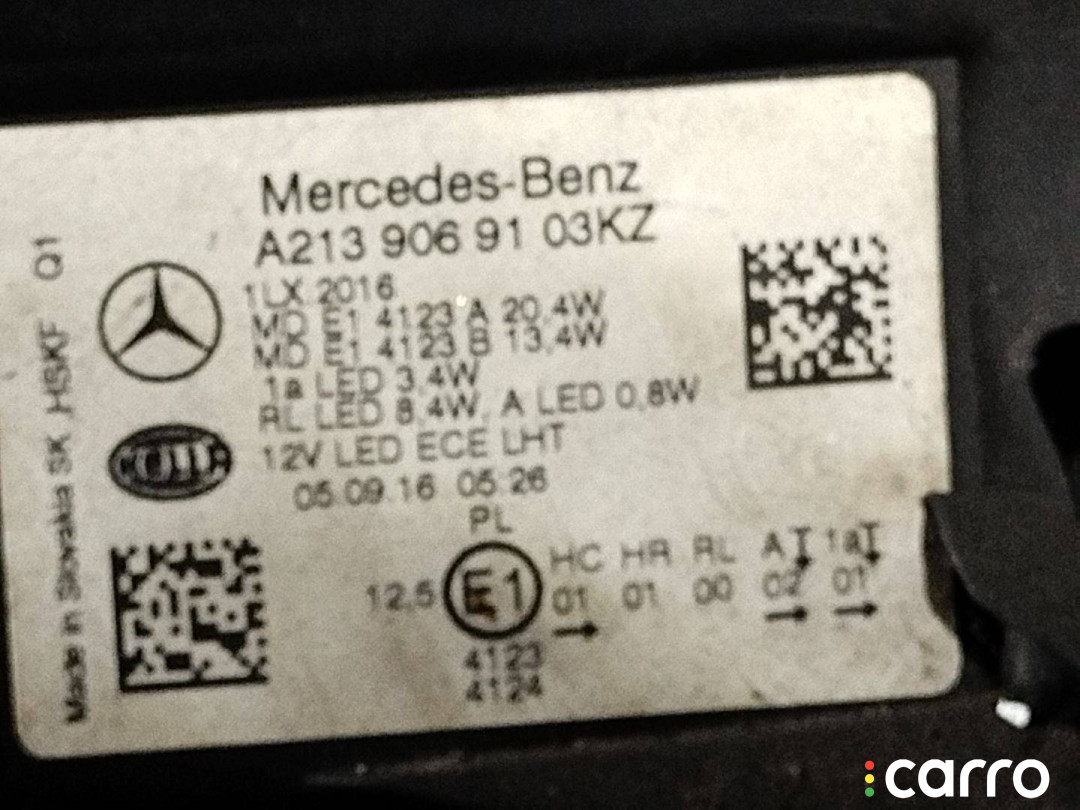 Mercedes-Benz
A213 906 91 03KZ
1LX 2016
MD E1 4123 A 20,4W
MD E1 4123 B 13,4W
1a LED 3,4W
RL LED 8,4W, A LED 0,8W
12V LED ECE LHT
05.09.16 05:26
PL
HC HR RL A 1a
12,5 E1 01 01 00 02 01
4123
4124
Made in Slovakia SK ,HSKF Q1
HELLA
carro